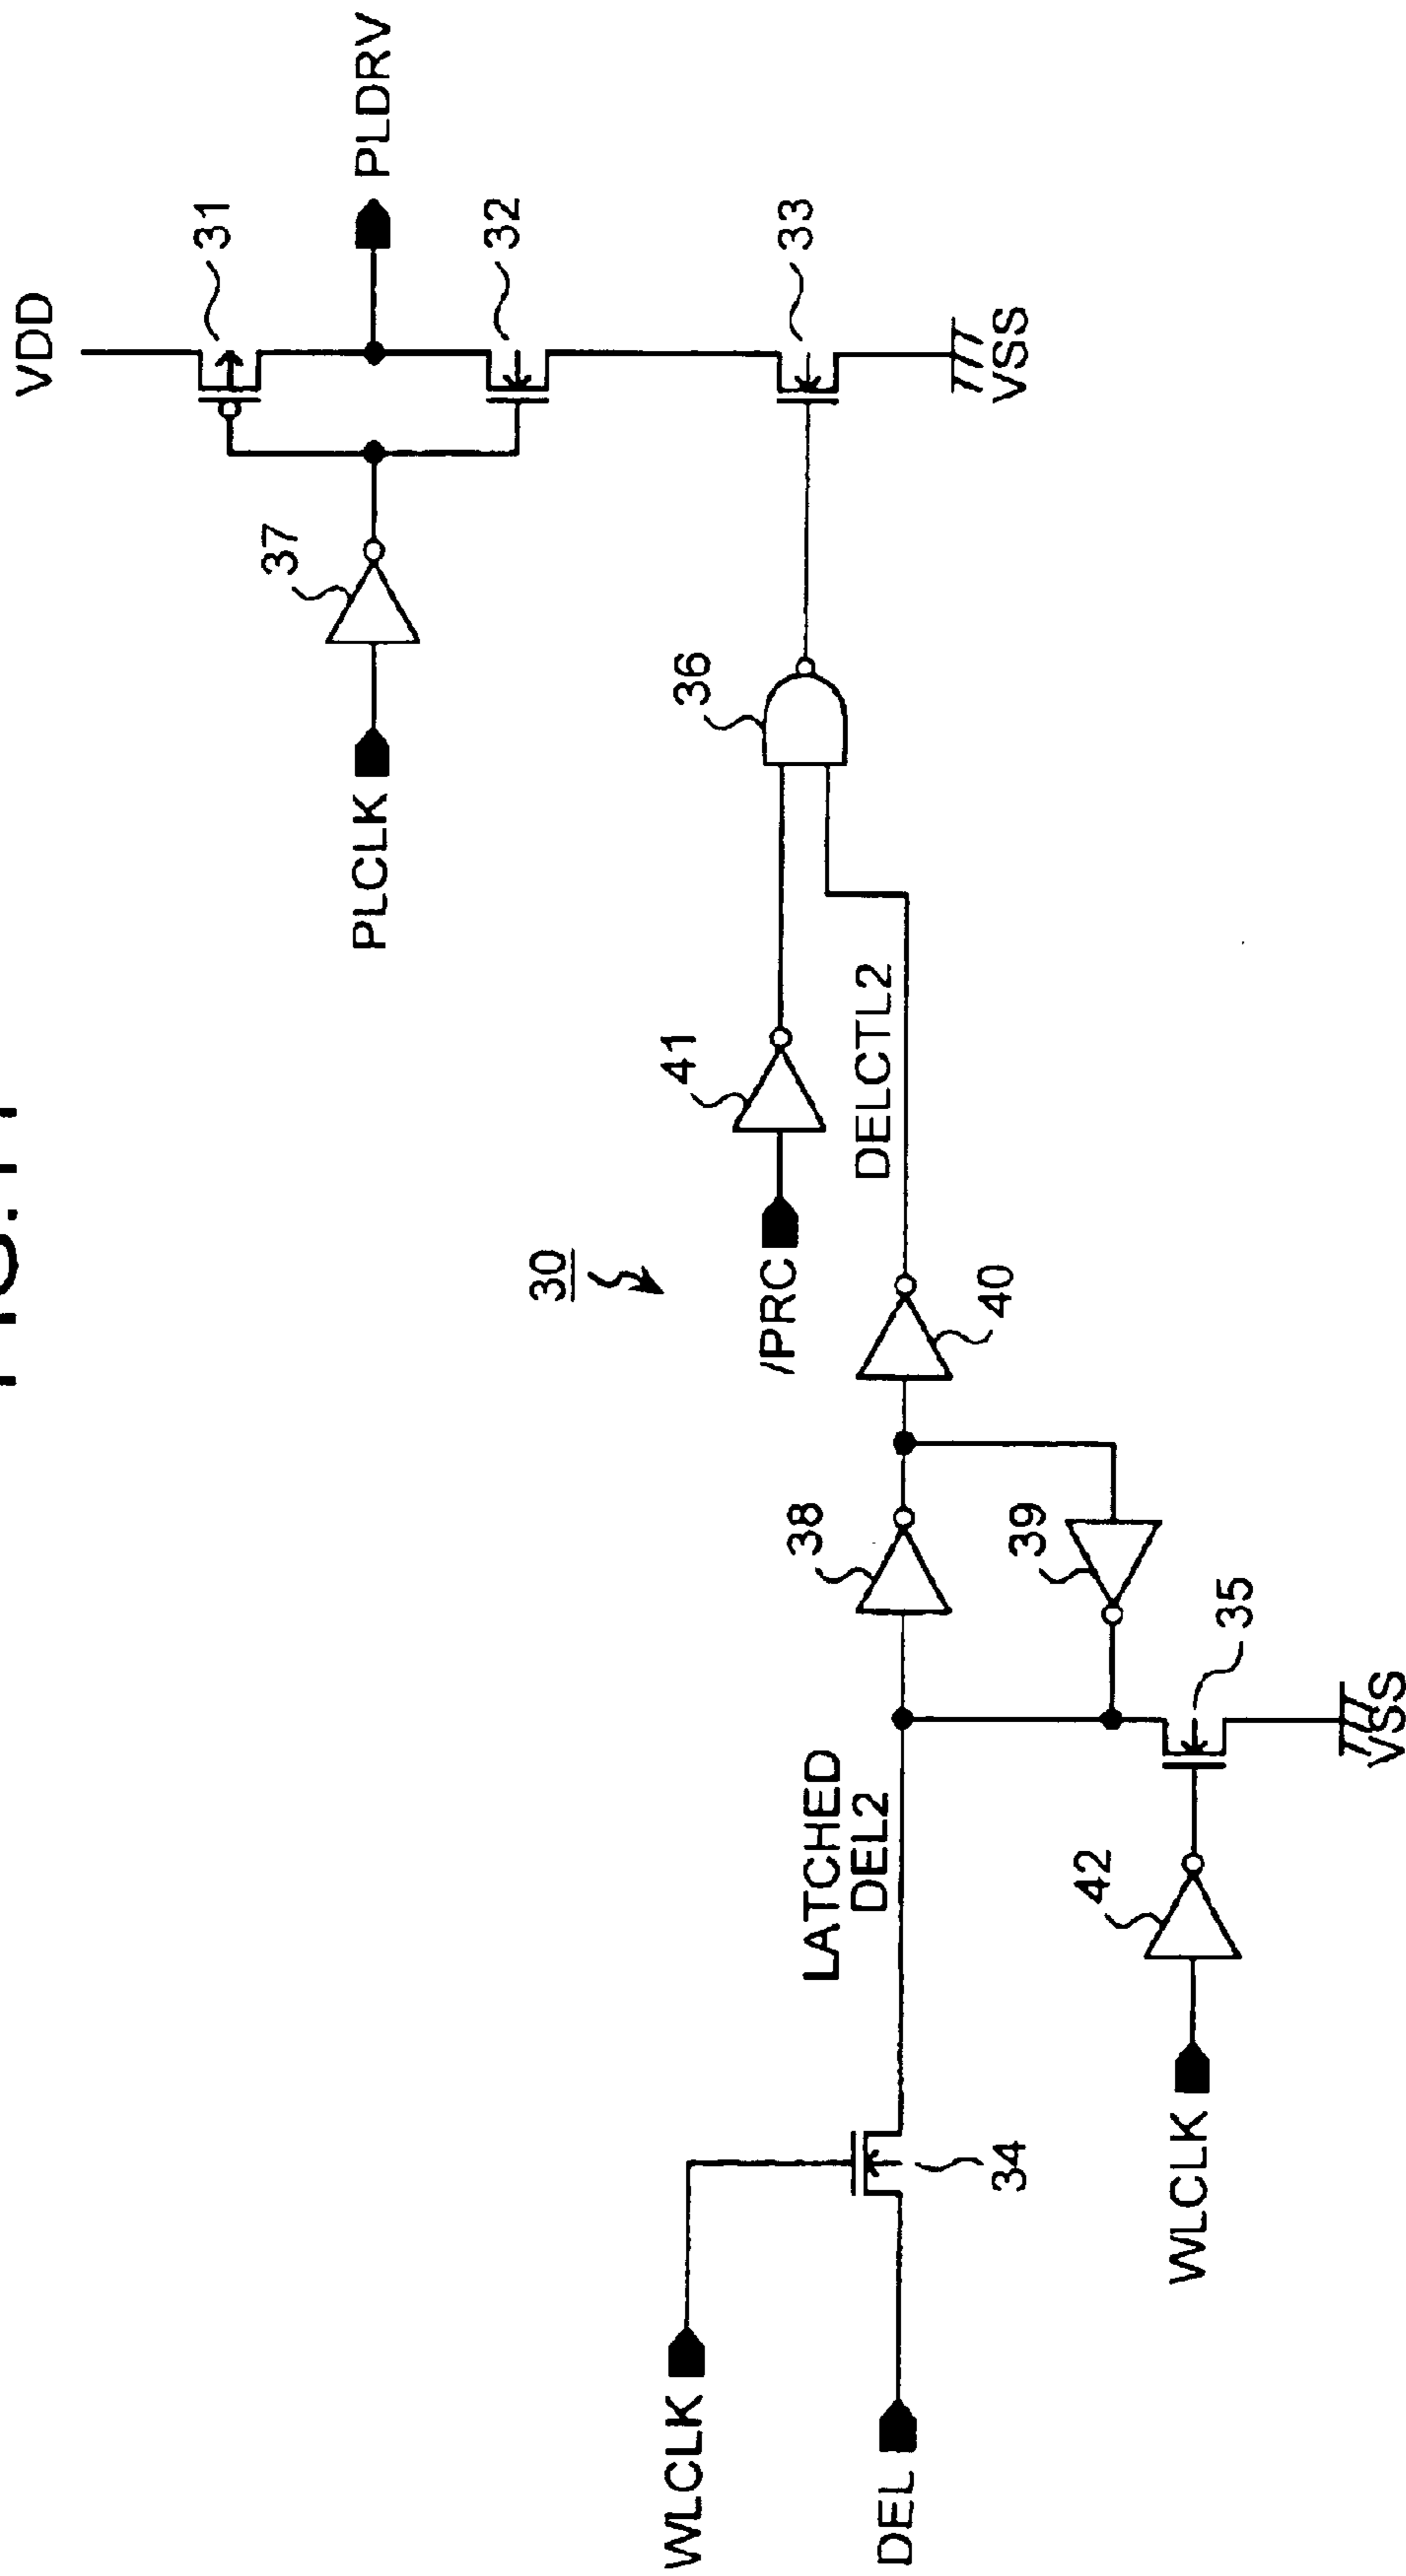 VDD
31
PLDRV
37
PLCLK
32
36
33
VSS
41
/PRC
DELCTL2
30
40
38
39
LATCHED
DEL2
35
VSS
42
WLCLK
WLCLK
34
DEL